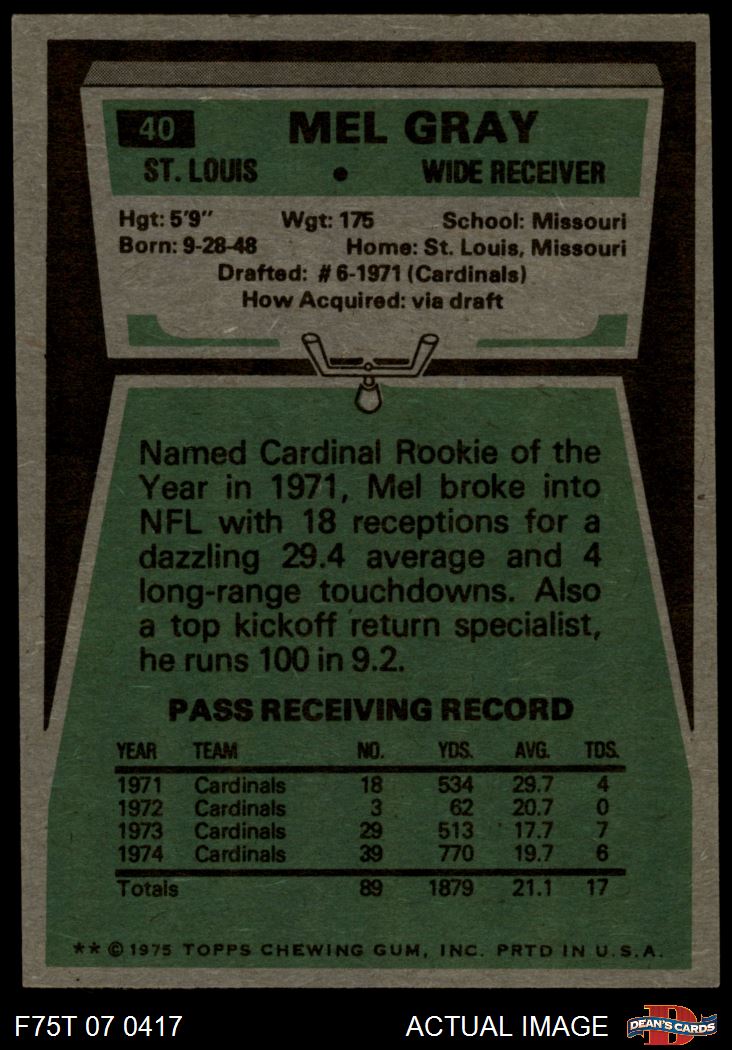 40 MEL GRAY
ST. LOUIS • WIDE RECEIVER
Hgt: 5'9" Wgt: 175 School: Missouri
Born: 9-28-48 Home: St. Louis, Missouri
Drafted: #6-1971 (Cardinals)
How Acquired: via draft
Named Cardinal Rookie of the
Year in 1971, Mel broke into
NFL with 18 receptions for a
dazzling 29.4 average and 4
long-range touchdowns. Also
a top kickoff return specialist,
he runs 100 in 9.2.
PASS RECEIVING RECORD
YEAR TEAM NO. YDS. AVG. TDS.
1971 Cardinals 18 534 29.7 4
1972 Cardinals 3 62 20.7 0
1973 Cardinals 29 513 17.7 7
1974 Cardinals 39 770 19.7 6
Totals 89 1879 21.1 17
** © 1975 TOPPS CHEWING GUM, INC. PRTD IN U.S.A.
F75T 07 0417 ACTUAL IMAGE D DEAN'S CARDS